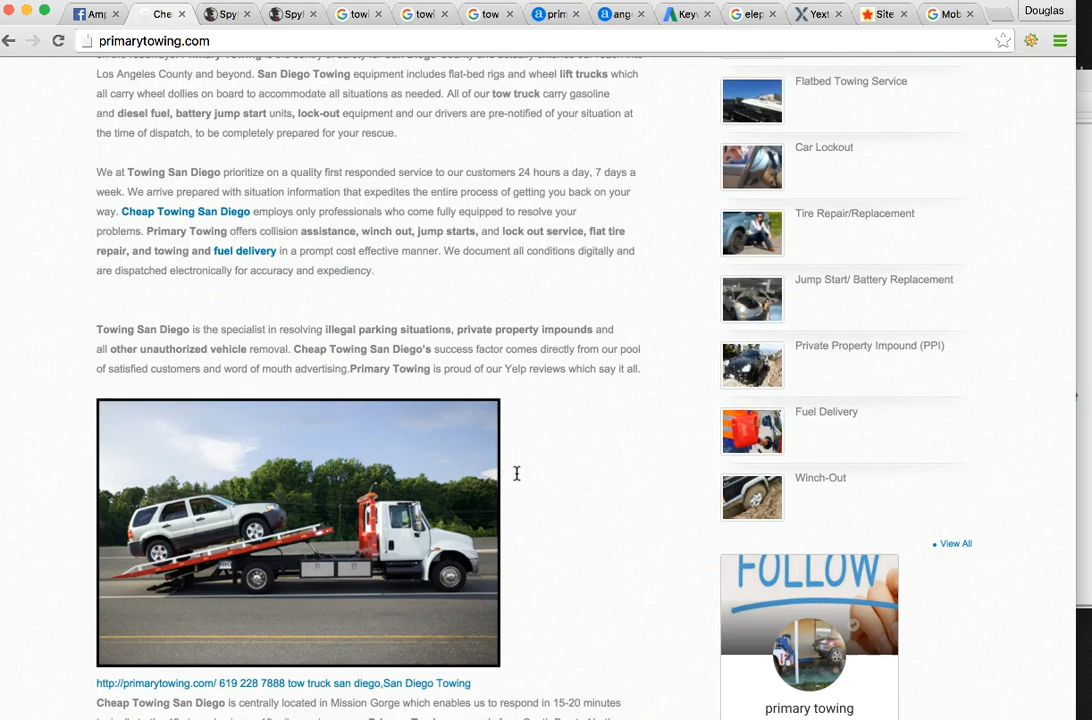 Amp
Che
Spy
Spyl
towi
towi
tow
prim
ang
Key
elep
Yext
Site
Mob
Douglas
primarytowing.com
Los Angeles County and beyond. San Diego Towing equipment includes flat-bed rigs and wheel lift trucks which
all carry wheel dollies on board to accommodate all situations as needed. All of our tow truck carry gasoline
and diesel fuel, battery jump start units, lock-out equipment and our drivers are pre-notified of your situation at
the time of dispatch, to be completely prepared for your rescue.
We at Towing San Diego prioritize on a quality first responded service to our customers 24 hours a day, 7 days a
week. We arrive prepared with situation information that expedites the entire process of getting you back on your
way. Cheap Towing San Diego employs only professionals who come fully equipped to resolve your
problems. Primary Towing offers collision assistance, winch out, jump starts, and lock out service, flat tire
repair, and towing and fuel delivery in a prompt cost effective manner. We document all conditions digitally and
are dispatched electronically for accuracy and expediency.
Towing San Diego is the specialist in resolving illegal parking situations, private property impounds and
all other unauthorized vehicle removal. Cheap Towing San Diego's success factor comes directly from our pool
of satisfied customers and word of mouth advertising.Primary Towing is proud of our Yelp reviews which say it all.
http://primarytowing.com/ 619 228 7888 tow truck san diego,San Diego Towing
Cheap Towing San Diego is centrally located in Mission Gorge which enables us to respond in 15-20 minutes
Flatbed Towing Service
Car Lockout
Tire Repair/Replacement
Jump Start/ Battery Replacement
Private Property Impound (PPI)
Fuel Delivery
Winch-Out
View All
FOLLOW
primary towing